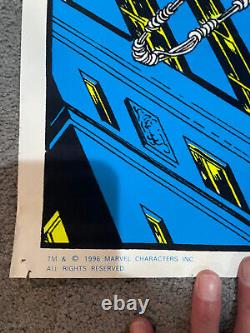 TM & © 1996 MARVEL CHARACTERS INC.
ALL RIGHTS RESERVED.